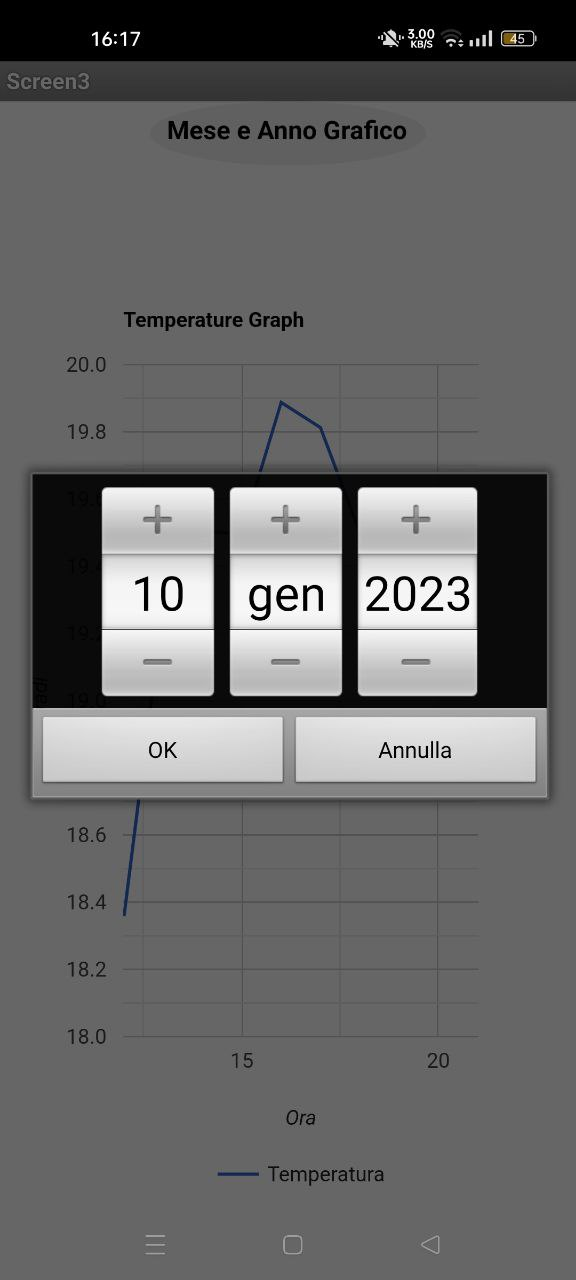 16:17
3.00
KB/S
45
Screen3
Mese e Anno Grafico
Temperature Graph
20.0
19.8
10 gen 2023
OK Annulla
18.6
18.4
18.2
18.0
15 20
Ora
Temperatura